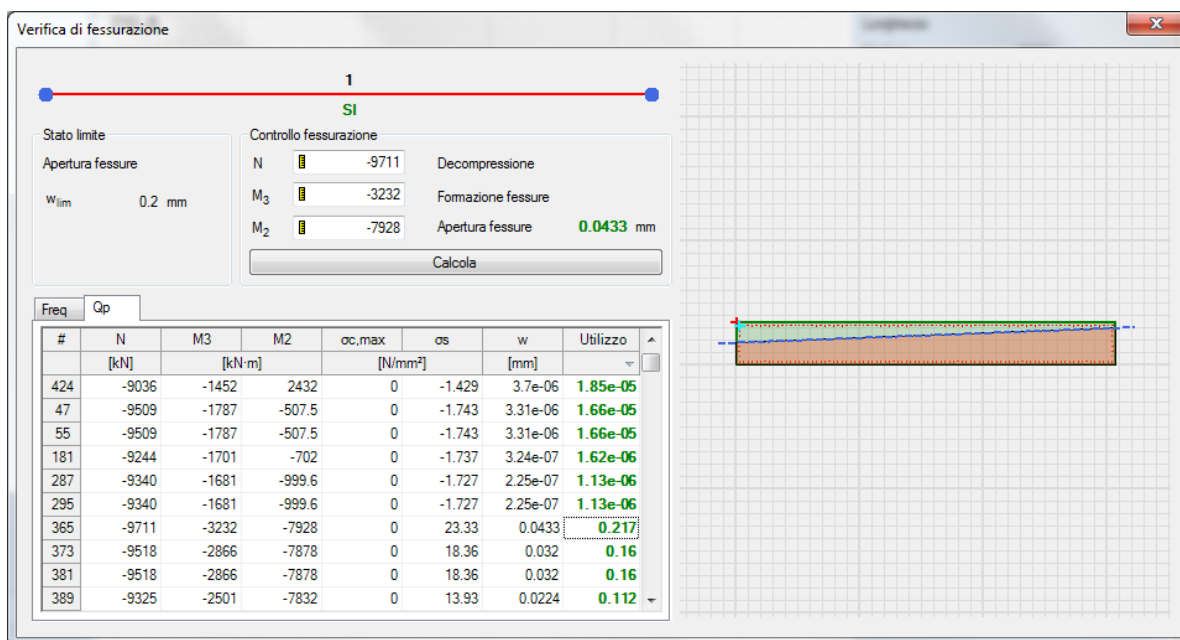 Verifica di fessurazione
1
SI
Stato limite
Apertura fessure
wlim 0.2 mm
Controllo fessurazione
N -9711 Decompressione
M3 -3232 Formazione fessure
M2 -7928 Apertura fessure 0.0433 mm
Calcola
Freq Qp
# N M3 M2 σc,max σs w Utilizzo
[kN] [kN·m] [N/mm²] [mm]
424 -9036 -1452 2432 0 -1.429 3.7e-06 1.85e-05
47 -9509 -1787 -507.5 0 -1.743 3.31e-06 1.66e-05
55 -9509 -1787 -507.5 0 -1.743 3.31e-06 1.66e-05
181 -9244 -1701 -702 0 -1.737 3.24e-07 1.62e-06
287 -9340 -1681 -999.6 0 -1.727 2.25e-07 1.13e-06
295 -9340 -1681 -999.6 0 -1.727 2.25e-07 1.13e-06
365 -9711 -3232 -7928 0 23.33 0.0433 0.217
373 -9518 -2866 -7878 0 18.36 0.032 0.16
381 -9518 -2866 -7878 0 18.36 0.032 0.16
389 -9325 -2501 -7832 0 13.93 0.0224 0.112